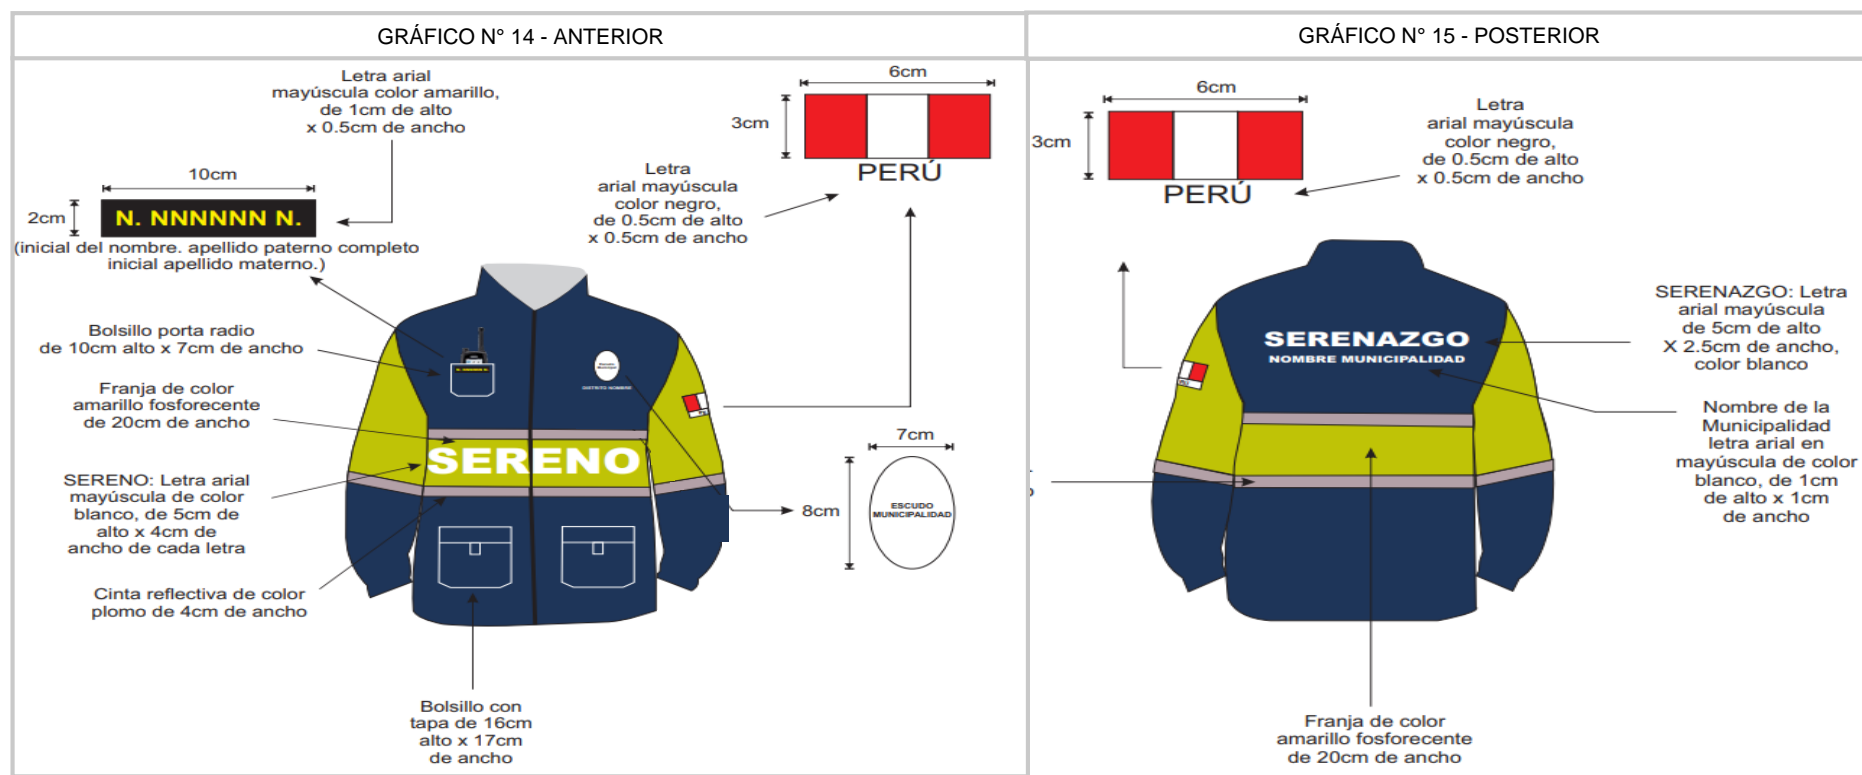 GRÁFICO N° 14 - ANTERIOR
Letra arial
mayúscula color amarillo,
de 1cm de alto
x 0.5cm de ancho
10cm
2cm
N. NNNNNN N.
(inicial del nombre. apellido paterno completo
inicial apellido materno.)
6cm
3cm
PERÚ
Letra
arial mayúscula
color negro,
de 0.5cm de alto
x 0.5cm de ancho
Bolsillo porta radio
de 10cm alto x 7cm de ancho
Franja de color
amarillo fosforecente
de 20cm de ancho
SERENO: Letra arial
mayúscula de color
blanco, de 5cm de
alto x 4cm de
ancho de cada letra
Cinta reflectiva de color
plomo de 4cm de ancho
N. NNNNNN N.
DISTRITO NOMBRE
SERENO
7cm
8cm
ESCUDO
MUNICIPALIDAD
Bolsillo con
tapa de 16cm
alto x 17cm
de ancho
GRÁFICO N° 15 - POSTERIOR
6cm
3cm
PERÚ
Letra
arial mayúscula
color negro,
de 0.5cm de alto
x 0.5cm de ancho
SERENAZGO
NOMBRE MUNICIPALIDAD
SERENAZGO: Letra
arial mayúscula
de 5cm de alto
X 2.5cm de ancho,
color blanco
Nombre de la
Municipalidad
letra arial en
mayúscula de color
blanco, de 1cm
de alto x 1cm
de ancho
Franja de color
amarillo fosforecente
de 20cm de ancho